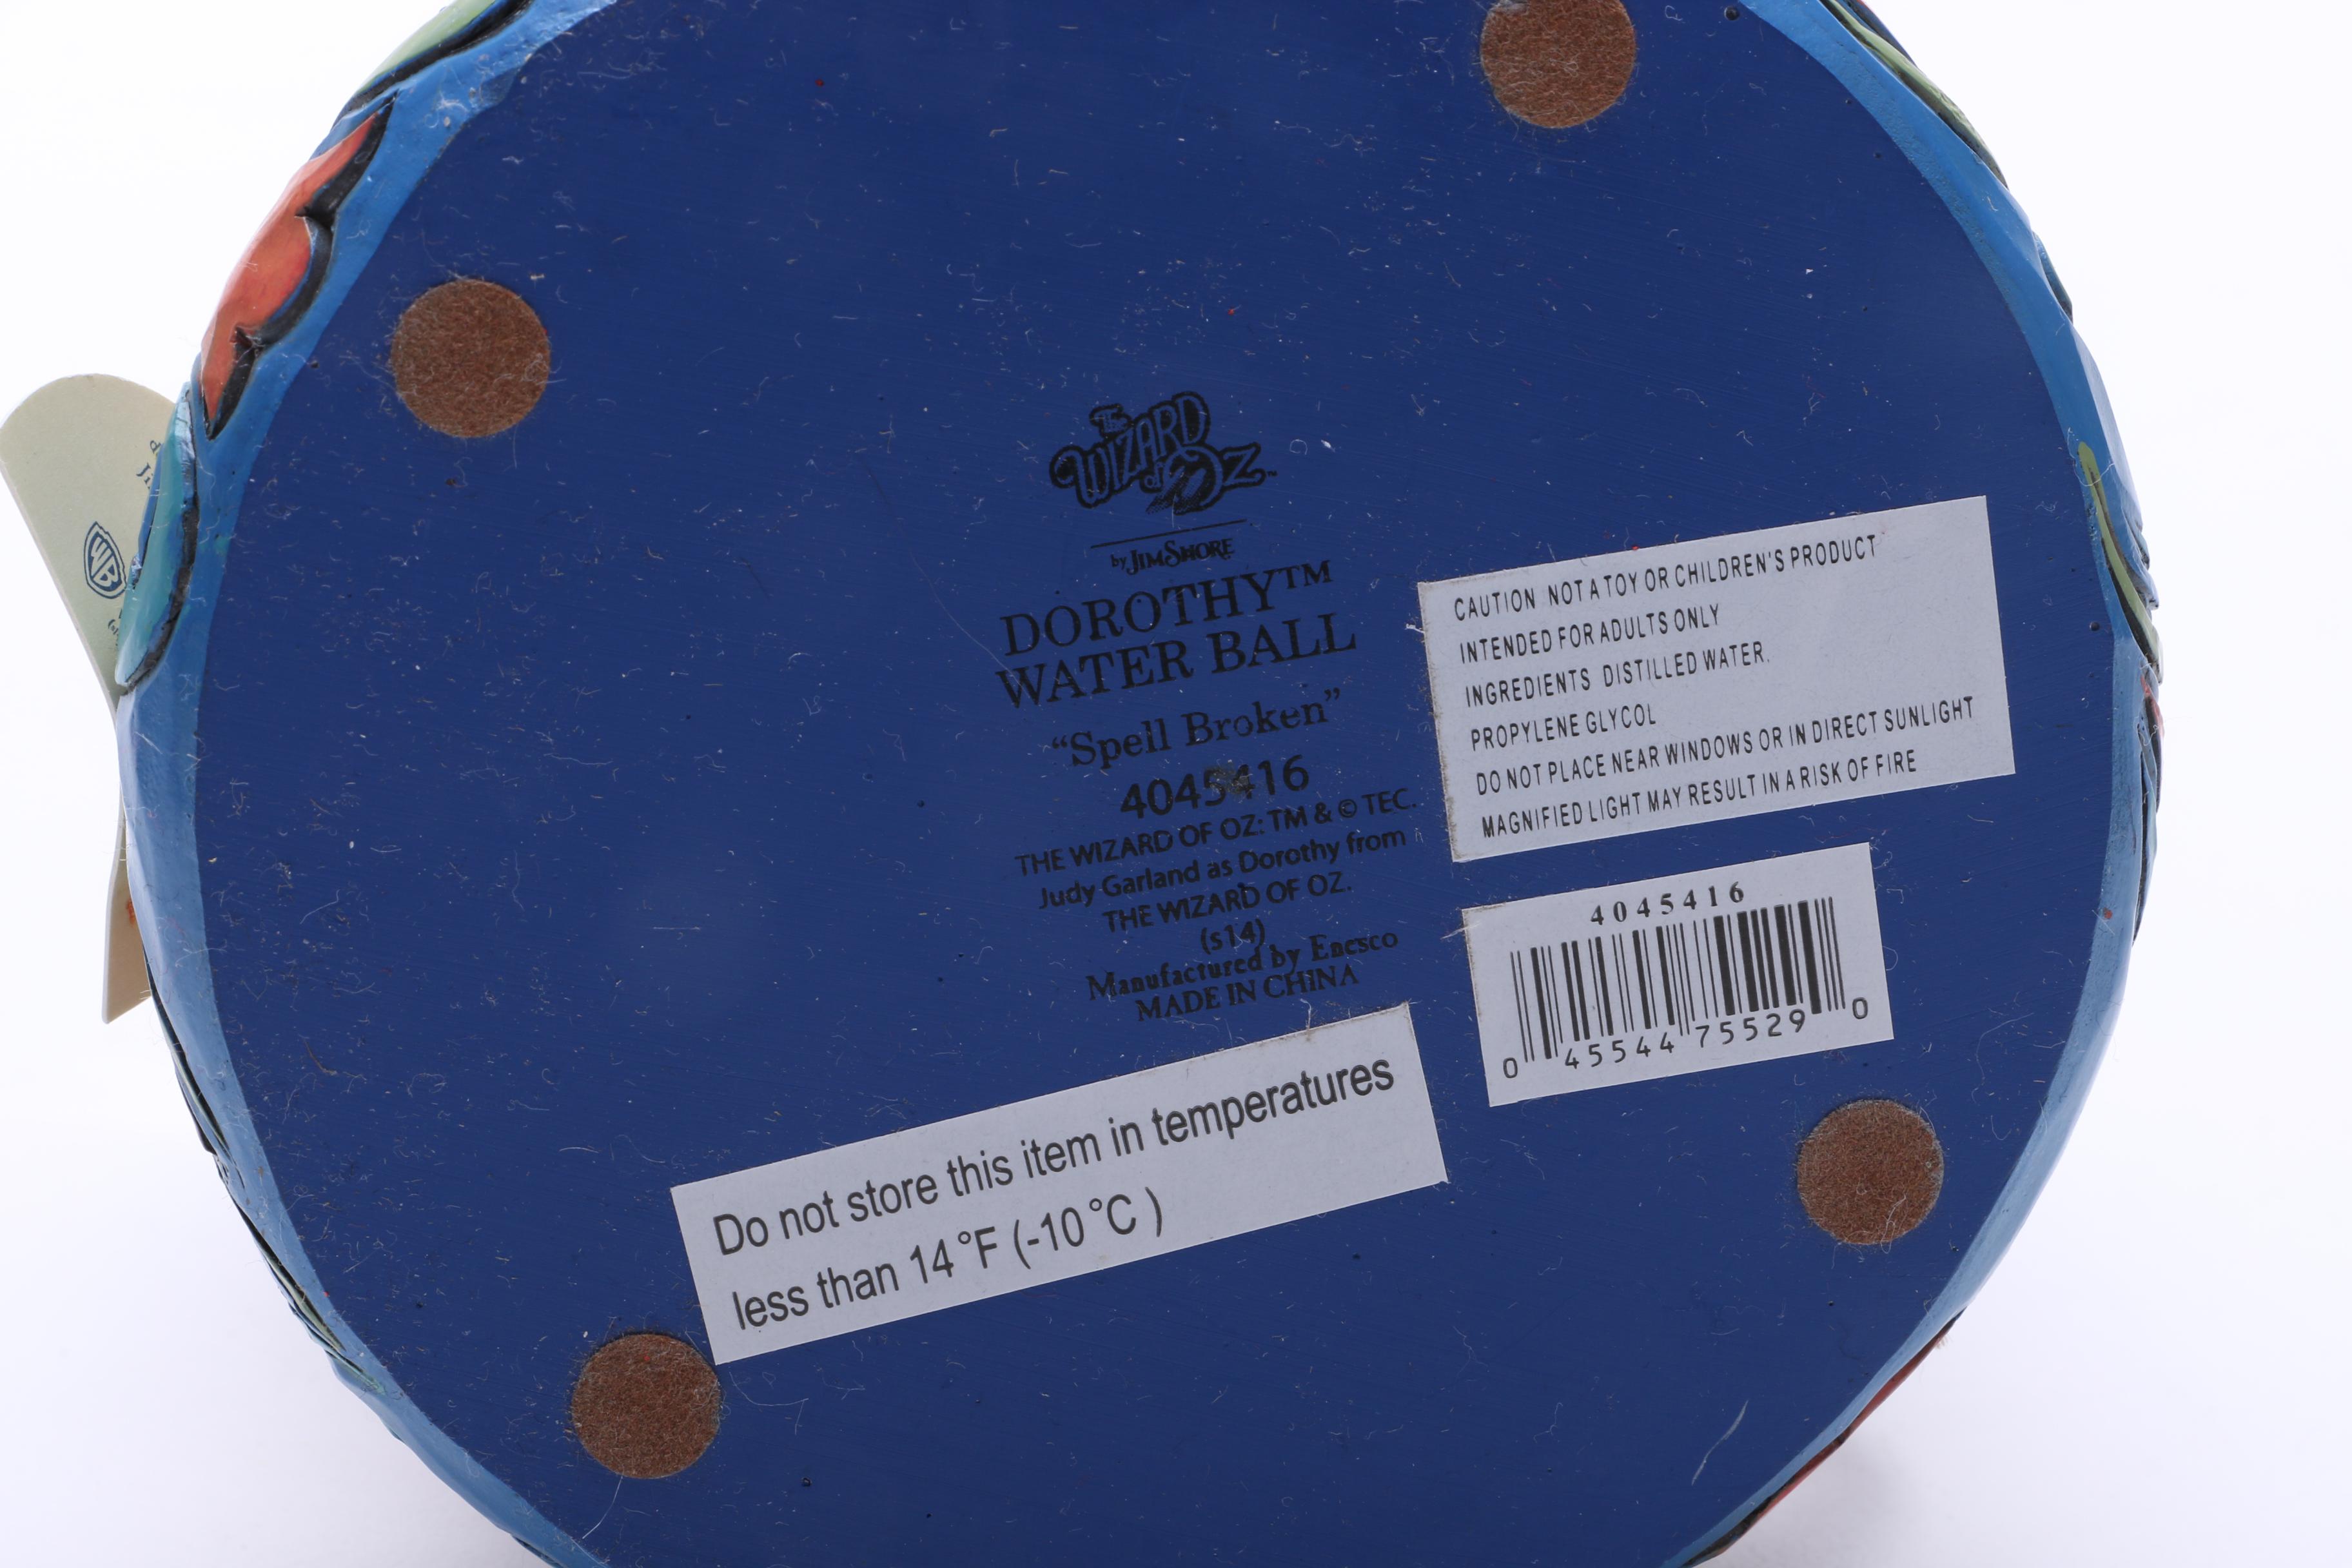 The
WIZARD
of OZ™
by JIM SHORE
DOROTHY™
WATER BALL
“Spell Broken”
4045416
THE WIZARD OF OZ: TM & © TEC.
Judy Garland as Dorothy from
THE WIZARD OF OZ.
(s14)
Manufactured by Enesco
MADE IN CHINA
CAUTION NOT A TOY OR CHILDREN'S PRODUCT
INTENDED FOR ADULTS ONLY
INGREDIENTS DISTILLED WATER.
PROPYLENE GLYCOL
DO NOT PLACE NEAR WINDOWS OR IN DIRECT SUNLIGHT
MAGNIFIED LIGHT MAY RESULT IN A RISK OF FIRE
4045416
0 45544 75529 0
Do not store this item in temperatures
less than 14°F (-10°C )
WB